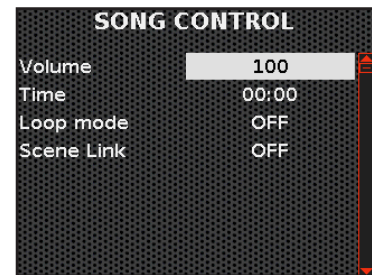 SONG CONTROL
Volume 100
Time 00:00
Loop mode OFF
Scene Link OFF